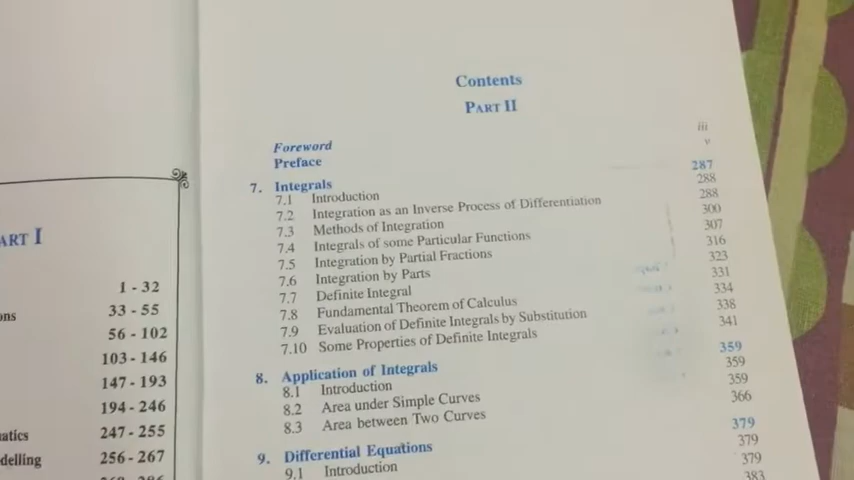 ART I
1 - 32
ons 33 - 55
56 - 102
103 - 146
147 - 193
194 - 246
atics 247 - 255
delling 256 - 267
Contents
PART II
Foreword iii
Preface v
7. Integrals 287
7.1 Introduction 288
7.2 Integration as an Inverse Process of Differentiation 288
7.3 Methods of Integration 300
7.4 Integrals of some Particular Functions 307
7.5 Integration by Partial Fractions 316
7.6 Integration by Parts 323
7.7 Definite Integral 331
7.8 Fundamental Theorem of Calculus 334
7.9 Evaluation of Definite Integrals by Substitution 338
7.10 Some Properties of Definite Integrals 341
8. Application of Integrals 359
8.1 Introduction 359
8.2 Area under Simple Curves 359
8.3 Area between Two Curves 366
9. Differential Equations 379
9.1 Introduction 379
379
383